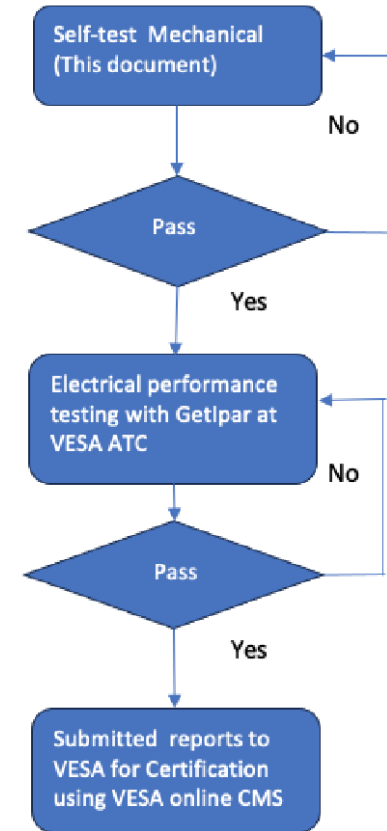 Self-test Mechanical
(This document)
No
Pass
Yes
Electrical performance
testing with GetIpar at
VESA ATC
No
Pass
Yes
Submitted reports to
VESA for Certification
using VESA online CMS